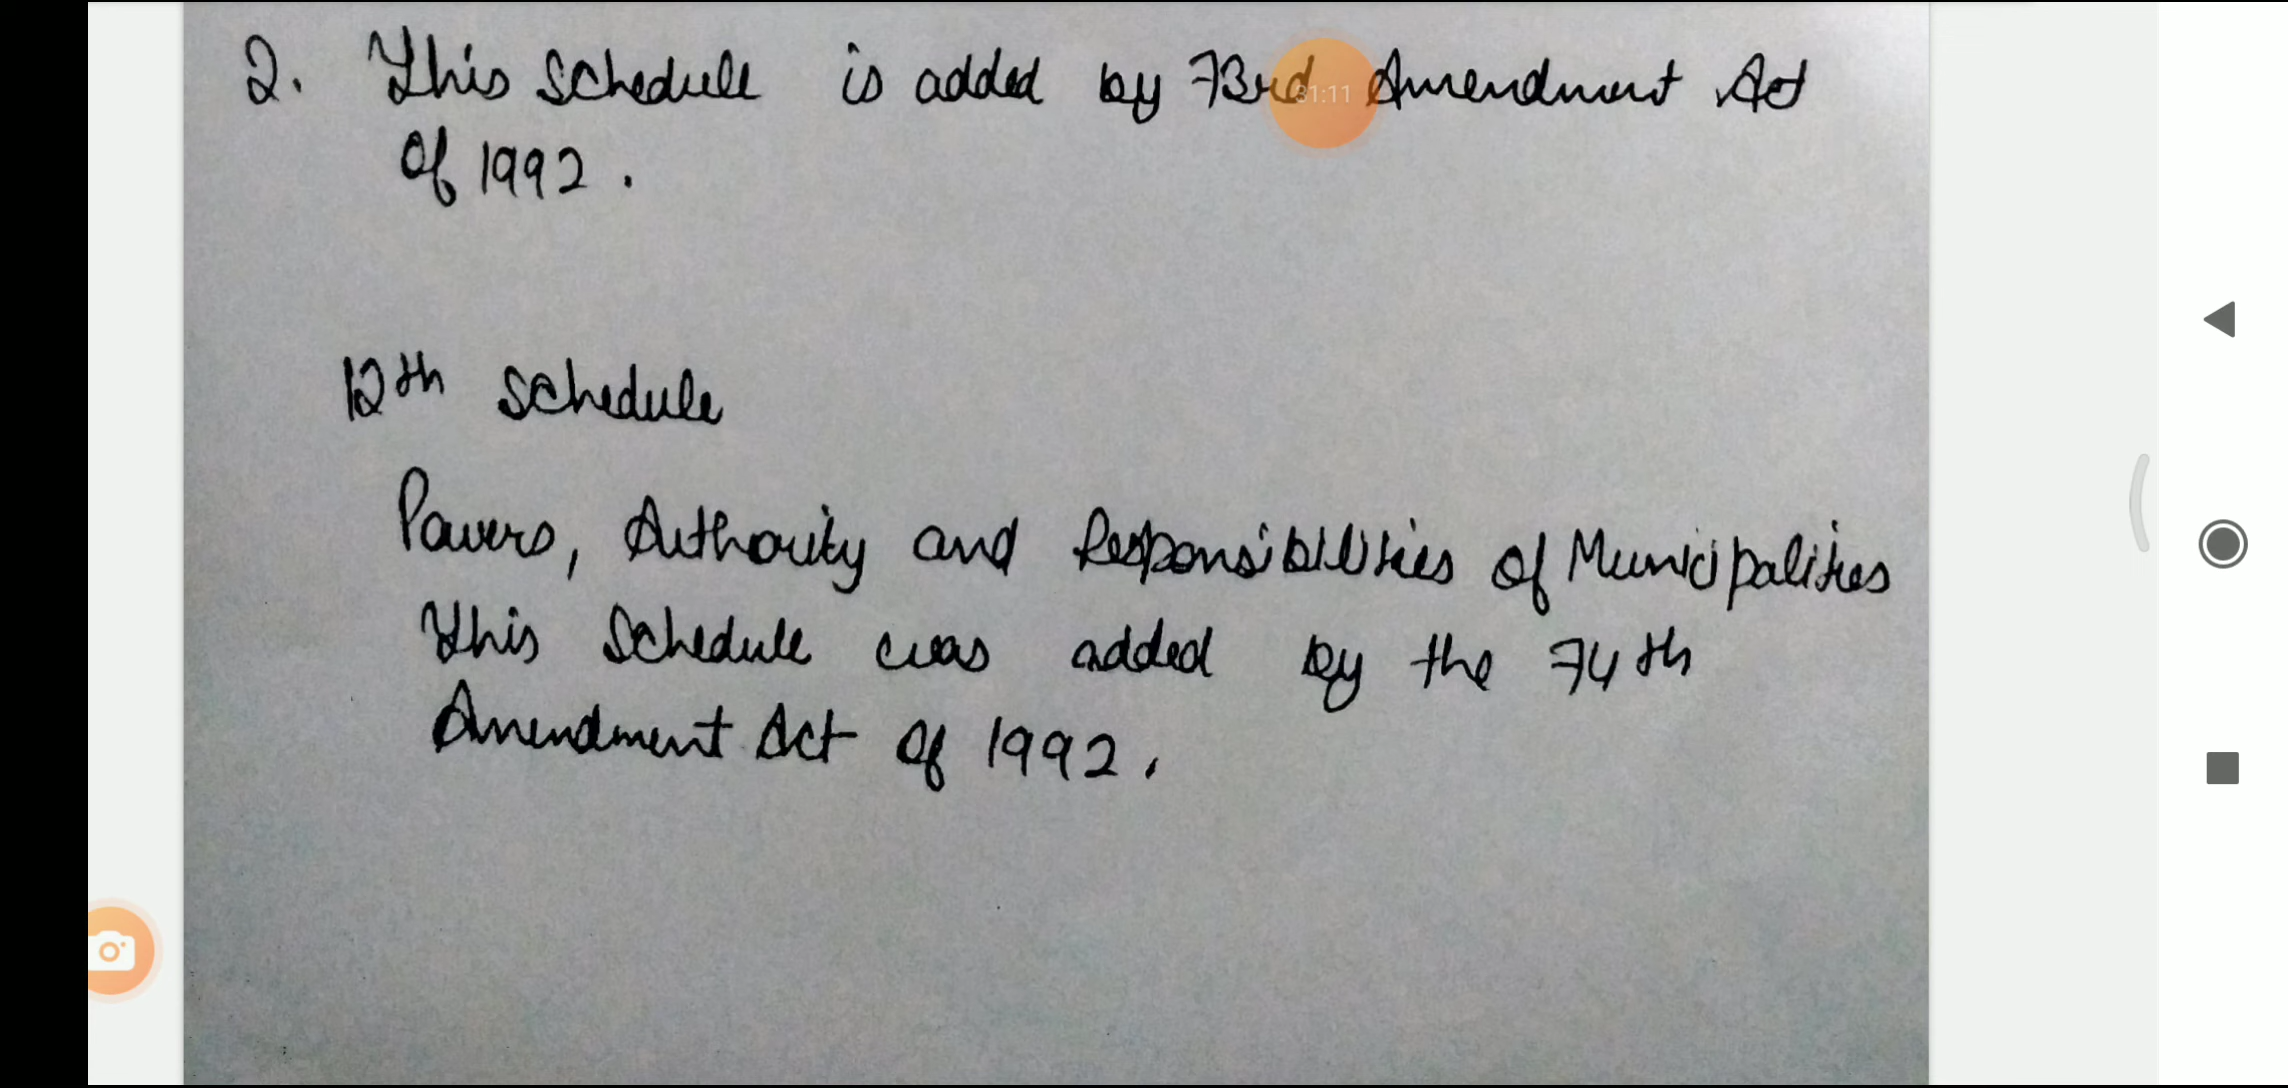 2. This Schedule is added by 73rd Amendment Act
of 1992.
12th Schedule
Powers, Authority and Responsibilities of Municipalities
This Schedule was added by the 74th
Amendment Act of 1992.